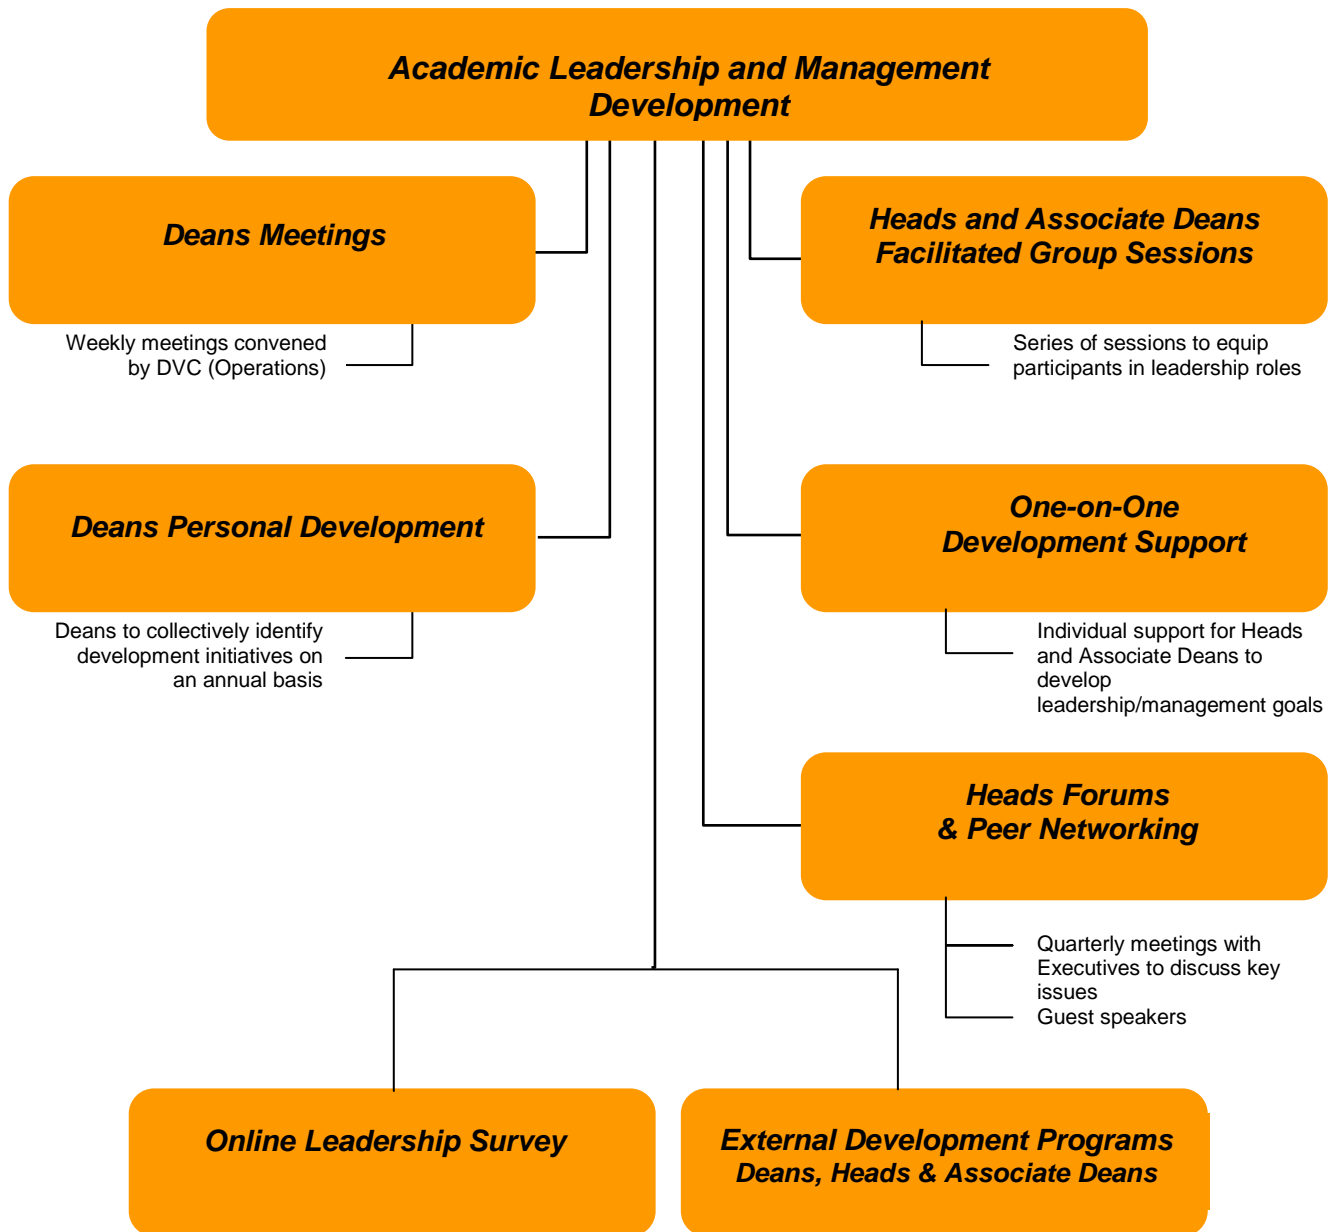 Academic Leadership and Management
Development
Deans Meetings
Weekly meetings convened
by DVC (Operations)
Heads and Associate Deans
Facilitated Group Sessions
Series of sessions to equip
participants in leadership roles
Deans Personal Development
Deans to collectively identify
development initiatives on
an annual basis
One-on-One
Development Support
Individual support for Heads
and Associate Deans to
develop
leadership/management goals
Heads Forums
& Peer Networking
Quarterly meetings with
Executives to discuss key
issues
Guest speakers
Online Leadership Survey
External Development Programs
Deans, Heads & Associate Deans